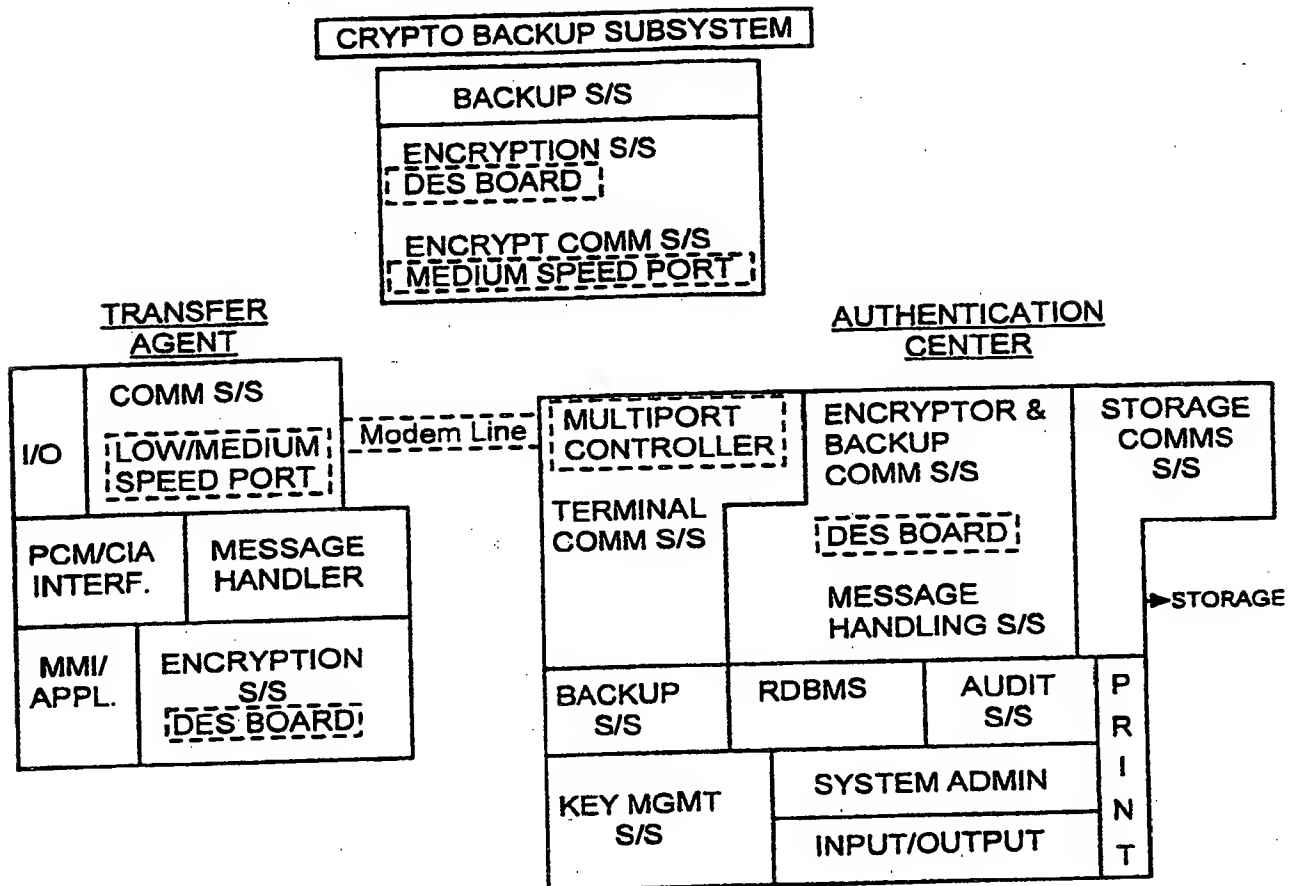 CRYPTO BACKUP SUBSYSTEM
BACKUP S/S
ENCRYPTION S/S
DES BOARD
ENCRYPT COMM S/S
MEDIUM SPEED PORT
TRANSFER
AGENT
I/O
COMM S/S
LOW/MEDIUM
SPEED PORT
Modem Line
PCM/CIA
INTERF.
MESSAGE
HANDLER
MMI/
APPL.
ENCRYPTION
S/S
DES BOARD
AUTHENTICATION
CENTER
MULTIPORT
CONTROLLER
TERMINAL
COMM S/S
ENCRYPTOR &
BACKUP
COMM S/S
DES BOARD
MESSAGE
HANDLING S/S
STORAGE
COMMS
S/S
STORAGE
BACKUP
S/S
RDBMS
AUDIT
S/S
KEY MGMT
S/S
SYSTEM ADMIN
INPUT/OUTPUT
P
R
I
N
T